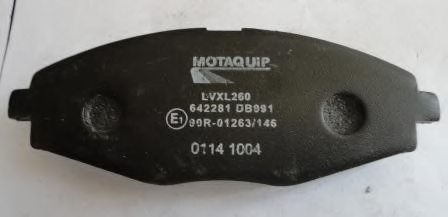 MOTAQUIP
LVXL260
642281 DB991
E1 90R-01263/146
0114 1004